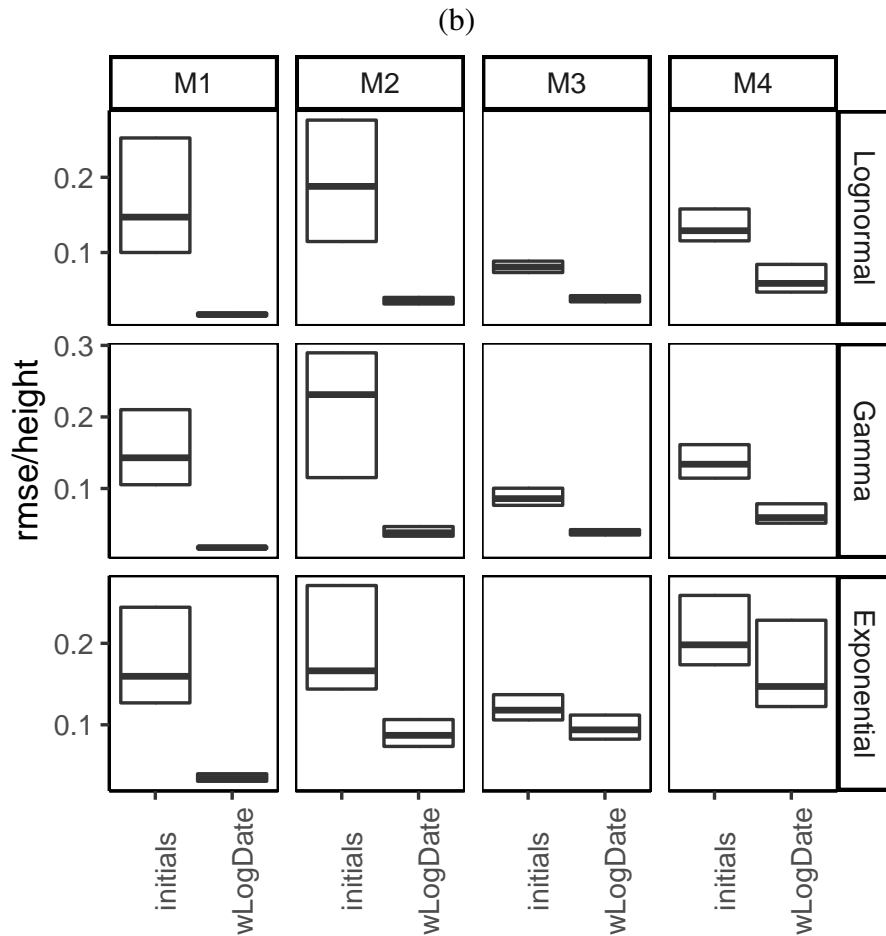 (b)
M1 M2 M3 M4
0.2
0.1
Lognormal
0.3
0.2
0.1
Gamma
0.2
0.1
Exponential
rmse/height
initials wLogDate initials wLogDate initials wLogDate initials wLogDate